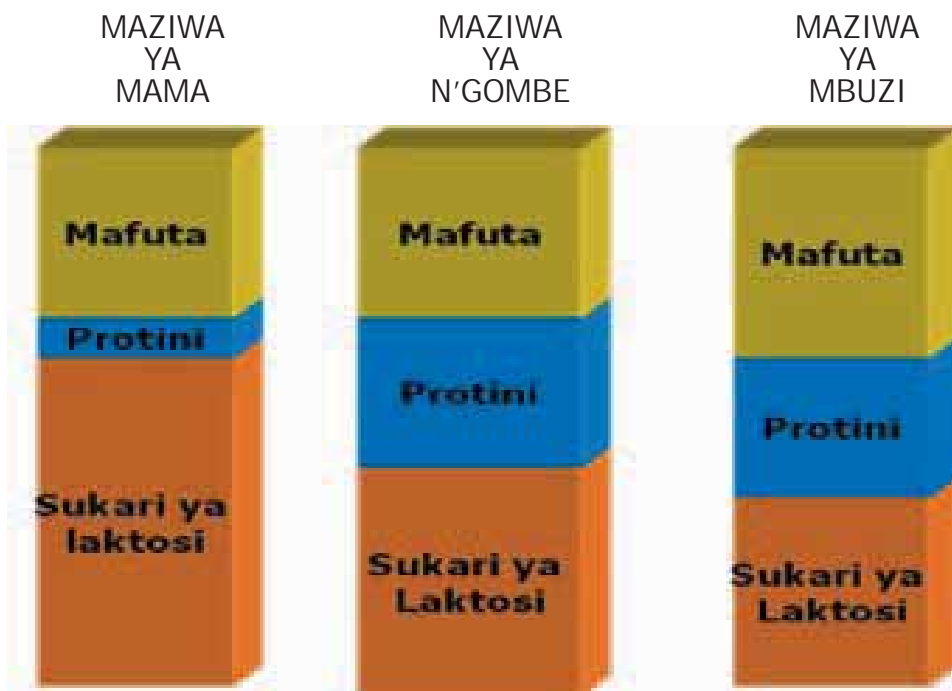 MAZIWA
YA
MAMA
MAZIWA
YA
N'GOMBE
MAZIWA
YA
MBUZI
Mafuta
Protini
Sukari ya
laktosi
Mafuta
Protini
Sukari ya
Laktosi
Mafuta
Protini
Sukari ya
Laktosi